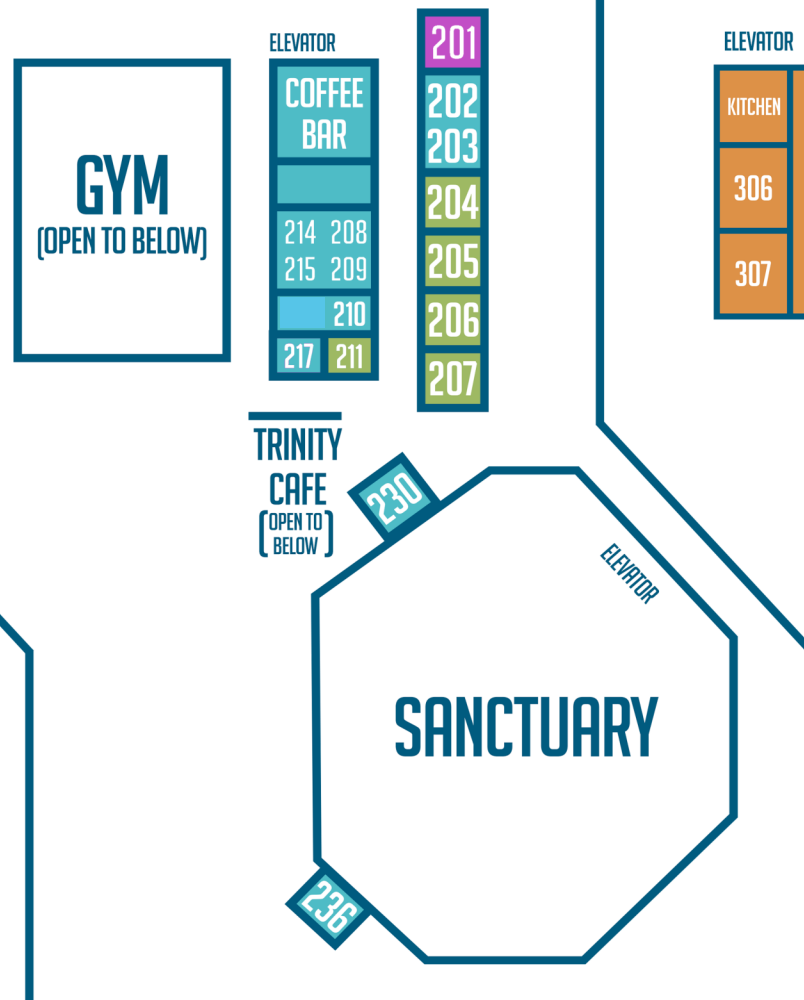 ELEVATOR
COFFEE
BAR
214 208
215 209
210
217 211
201
202
203
204
205
206
207
GYM
(OPEN TO BELOW)
ELEVATOR
KITCHEN
306
307
TRINITY
CAFE
(OPEN TO
BELOW)
230
ELEVATOR
SANCTUARY
236